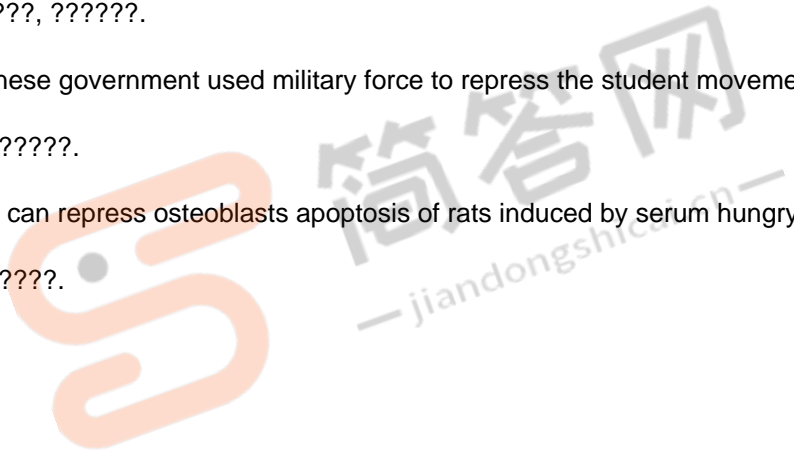 ???, ??????.
nese government used military force to repress the student moveme
?????.
can repress osteoblasts apoptosis of rats induced by serum hungry
????.
简答网
— jiandongshicai.cn —